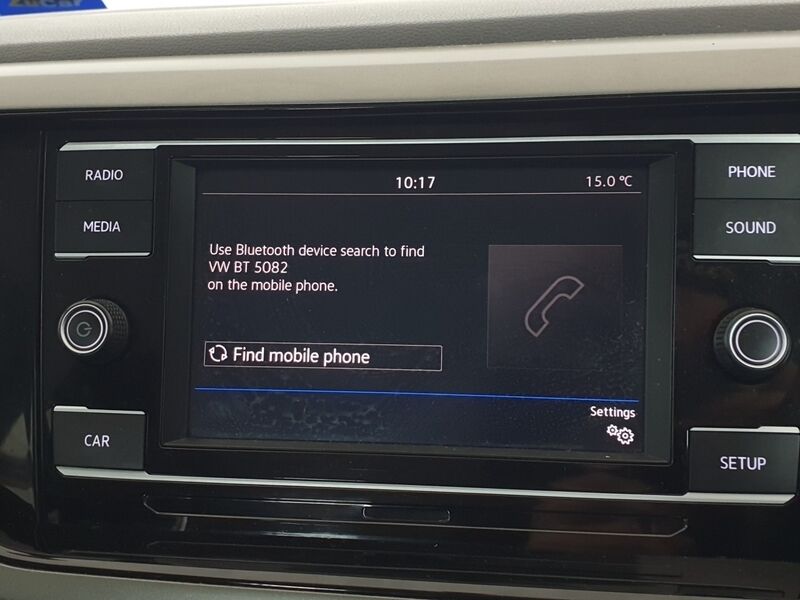 10:17
15.0 °C
RADIO
MEDIA
CAR
PHONE
SOUND
SETUP
Use Bluetooth device search to find
VW BT 5082
on the mobile phone.
Find mobile phone
Settings